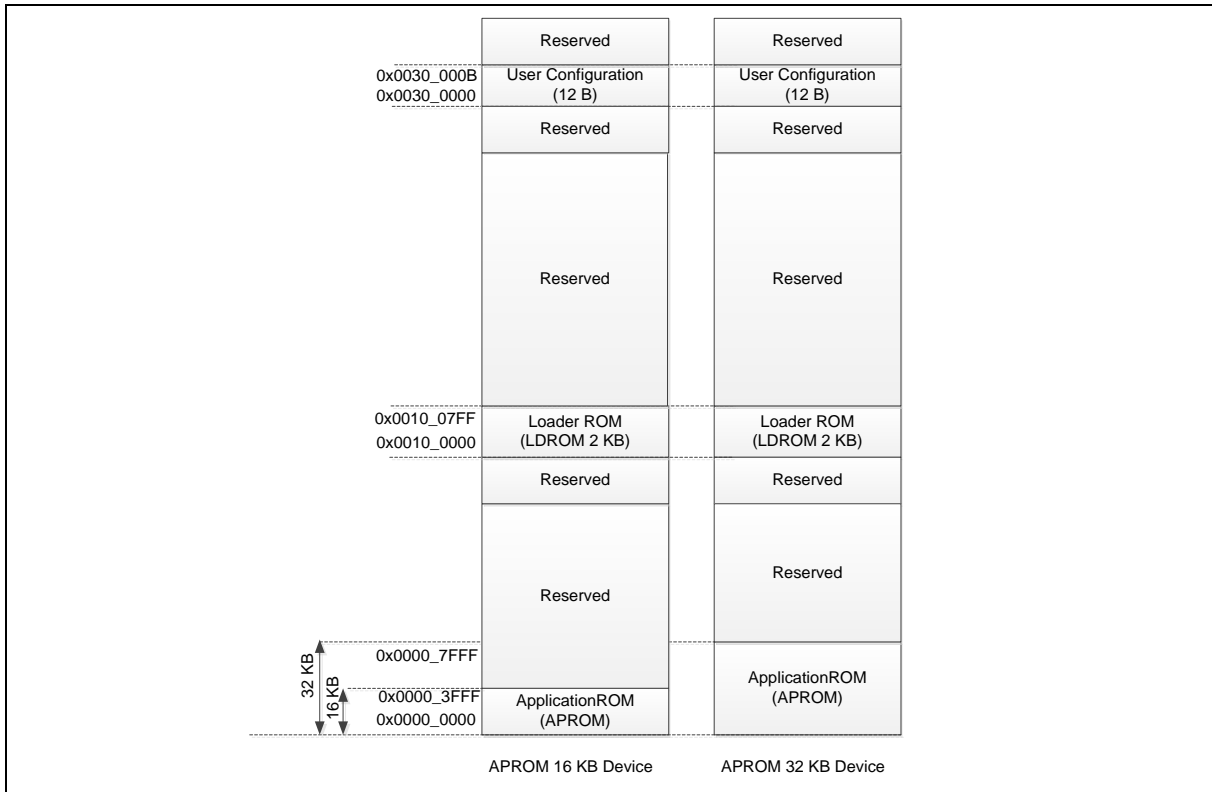 Reserved Reserved
0x0030_000B User Configuration User Configuration
0x0030_0000 (12 B) (12 B)
Reserved Reserved
Reserved Reserved
0x0010_07FF Loader ROM Loader ROM
0x0010_0000 (LDROM 2 KB) (LDROM 2 KB)
Reserved Reserved
Reserved
Reserved
32 KB
0x0000_7FFF
16 KB
0x0000_3FFF
0x0000_0000
ApplicationROM
(APROM)
ApplicationROM
(APROM)
APROM 16 KB Device APROM 32 KB Device